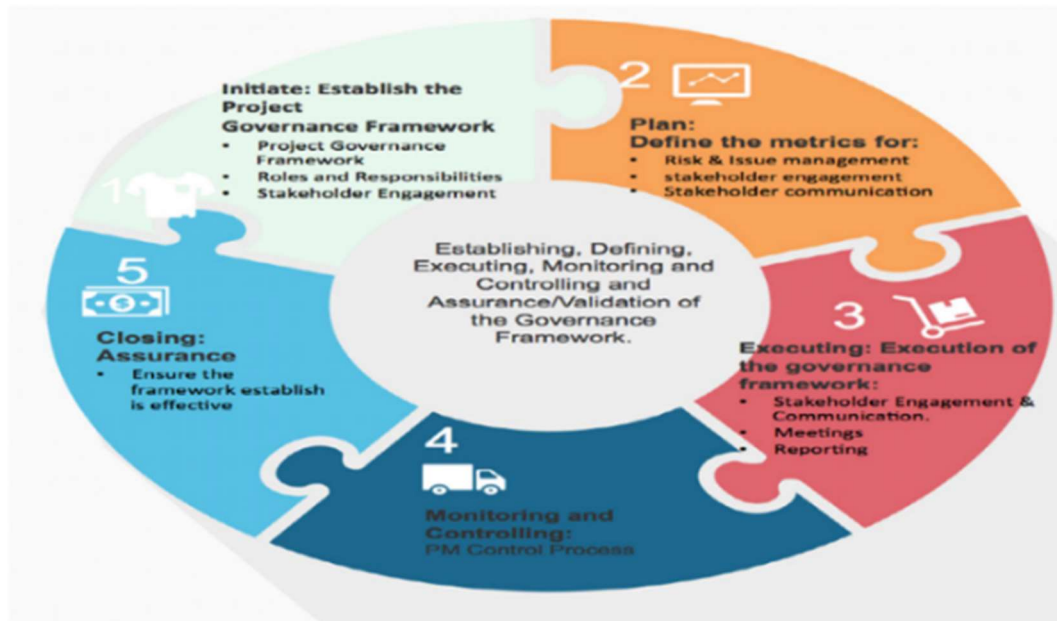 1
Initiate: Establish the
Project
Governance Framework
• Project Governance
Framework
• Roles and Responsibilities
• Stakeholder Engagement
2
Plan:
Define the metrics for:
• Risk & Issue management
• stakeholder engagement
• Stakeholder communication
3
Executing: Execution of
the governance
framework:
• Stakeholder Engagement &
Communication.
• Meetings
• Reporting
4
Monitoring and
Controlling:
PM Control Process
5
Closing:
Assurance
• Ensure the
framework establish
is effective
Establishing, Defining,
Executing, Monitoring and
Controlling and
Assurance/Validation of
the Governance
Framework.